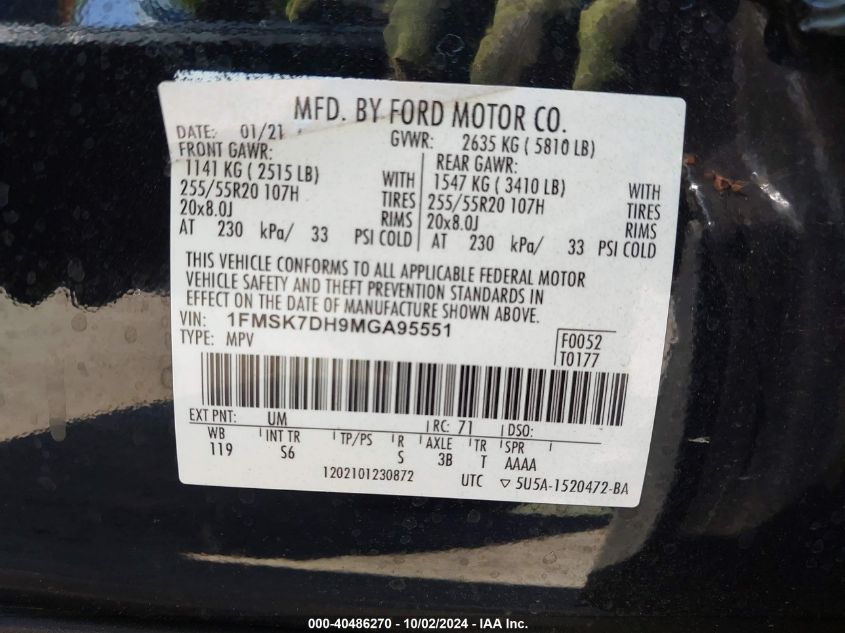 MFD. BY FORD MOTOR CO.
DATE: 01/21 GVWR: 2635 KG ( 5810 LB)
FRONT GAWR: REAR GAWR:
1141 KG ( 2515 LB) WITH 1547 KG ( 3410 LB) WITH
255/55R20 107H TIRES 255/55R20 107H TIRES
20x8.0J RIMS 20x8.0J RIMS
AT 230 kPa/ 33 PSI COLD AT 230 kPa/ 33 PSI COLD
THIS VEHICLE CONFORMS TO ALL APPLICABLE FEDERAL MOTOR
VEHICLE SAFETY AND THEFT PREVENTION STANDARDS IN
EFFECT ON THE DATE OF MANUFACTURE SHOWN ABOVE.
VIN: 1FMSK7DH9MGA95551 F0052
TYPE: MPV T0177
EXT PNT: UM RC: 71 DSO:
WB INT TR TP/PS R AXLE TR SPR
119 S6 S 3B T AAAA
1202101230872 UTC ▽ 5U5A-1520472-BA
000-40486270 - 10/02/2024 - IAAI.com